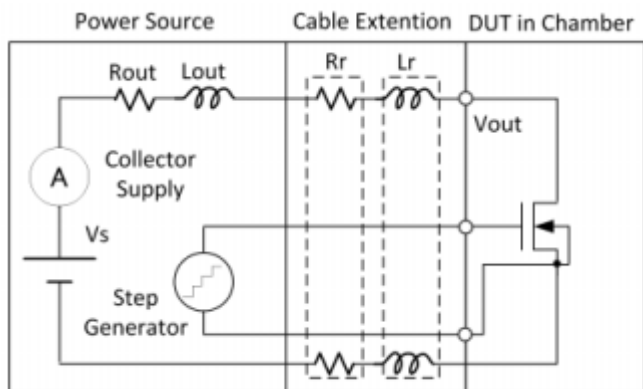 Power Source
Cable Extention
DUT in Chamber
Rout
Lout
Rr
Lr
Vout
A
Collector
Supply
Vs
Step
Generator